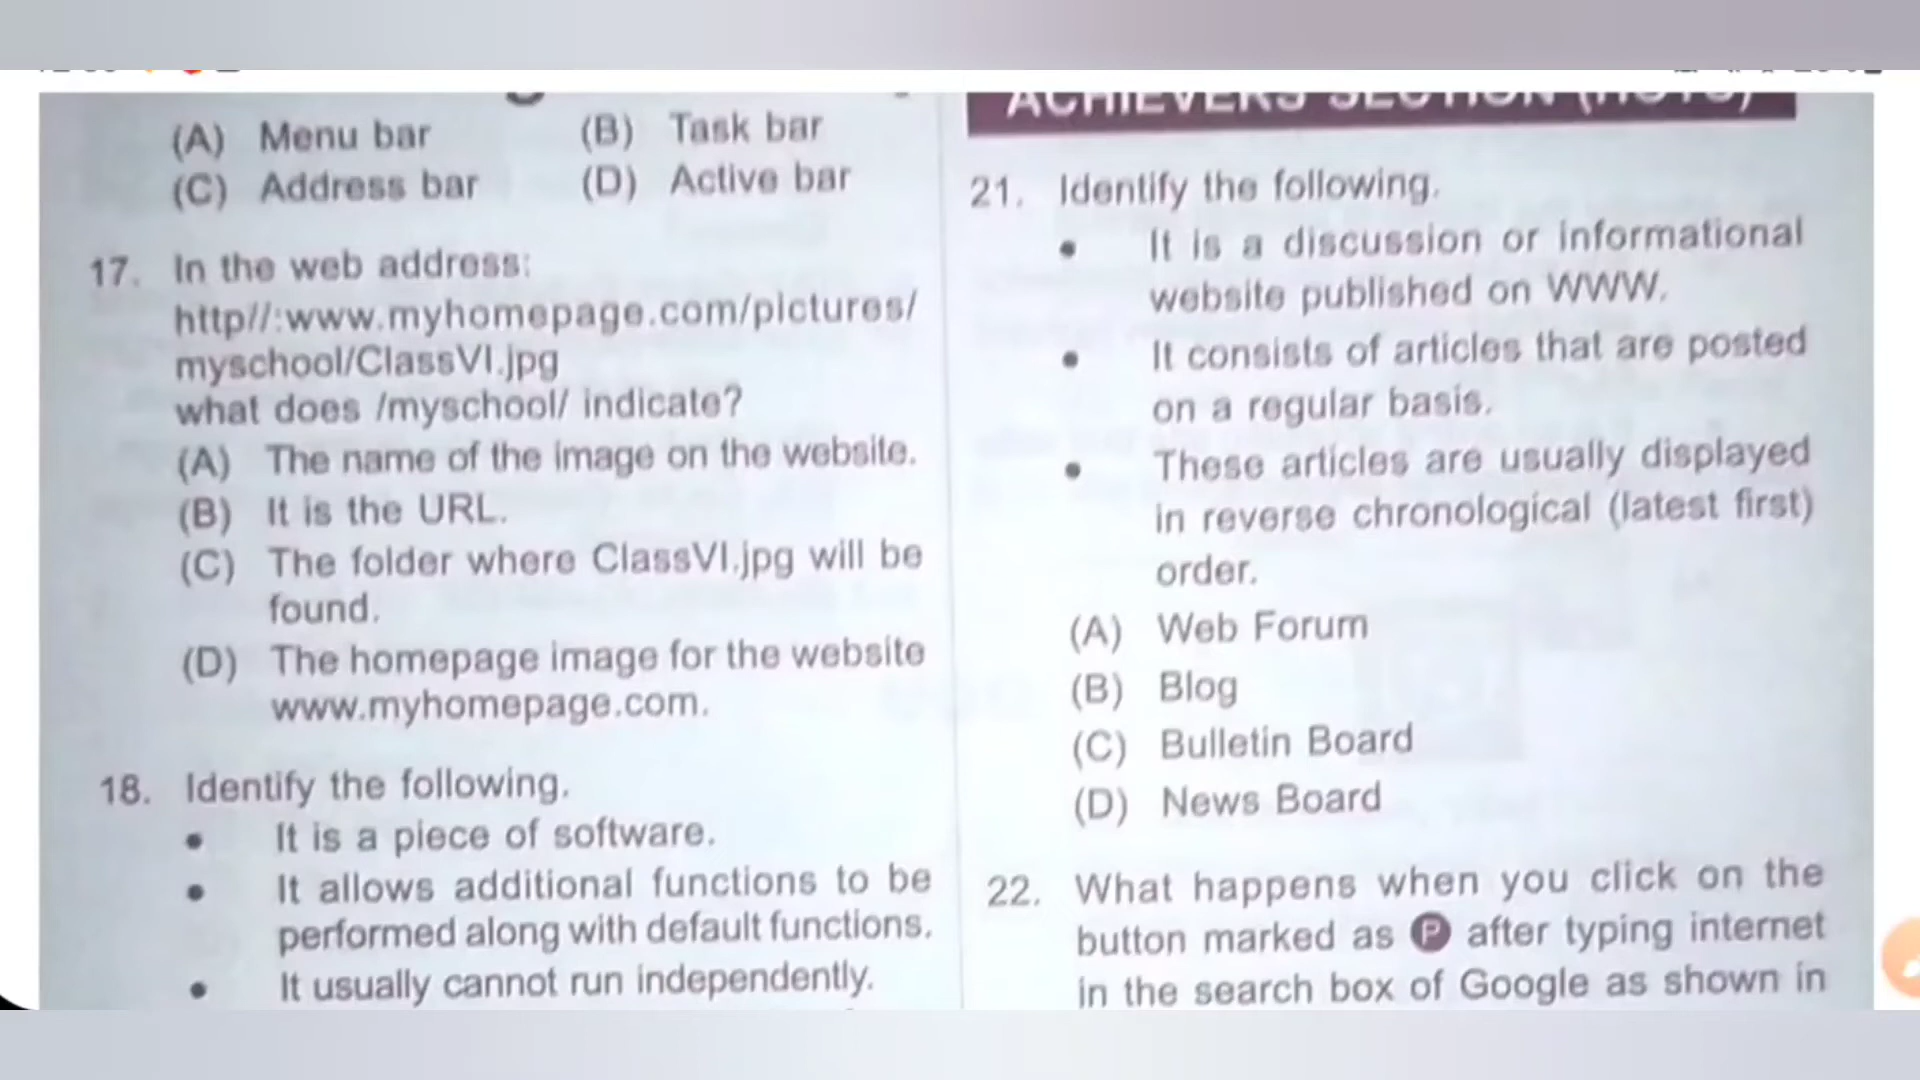 (A) Menu bar (B) Task bar
(C) Address bar (D) Active bar
17. In the web address:
http//:www.myhomepage.com/pictures/
myschool/ClassVI.jpg
what does /myschool/ indicate?
(A) The name of the image on the website.
(B) It is the URL.
(C) The folder where ClassVI.jpg will be
found.
(D) The homepage image for the website
www.myhomepage.com.
18. Identify the following.
• It is a piece of software.
• It allows additional functions to be
performed along with default functions.
• It usually cannot run independently.
ACHIEVERS SECTION (HOTS)
21. Identify the following.
• It is a discussion or informational
website published on WWW.
• It consists of articles that are posted
on a regular basis.
• These articles are usually displayed
in reverse chronological (latest first)
order.
(A) Web Forum
(B) Blog
(C) Bulletin Board
(D) News Board
22. What happens when you click on the
button marked as P after typing internet
in the search box of Google as shown in